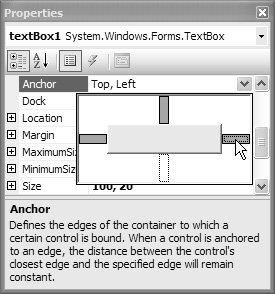 Properties
textBox1 System.Windows.Forms.TextBox
Anchor Top, Left
Dock
Location
Margin
MaximumSiz
MinimumSiz
Size 100, 20
Anchor
Defines the edges of the container to which a
certain control is bound. When a control is anchored
to an edge, the distance between the control's
closest edge and the specified edge will remain
constant.